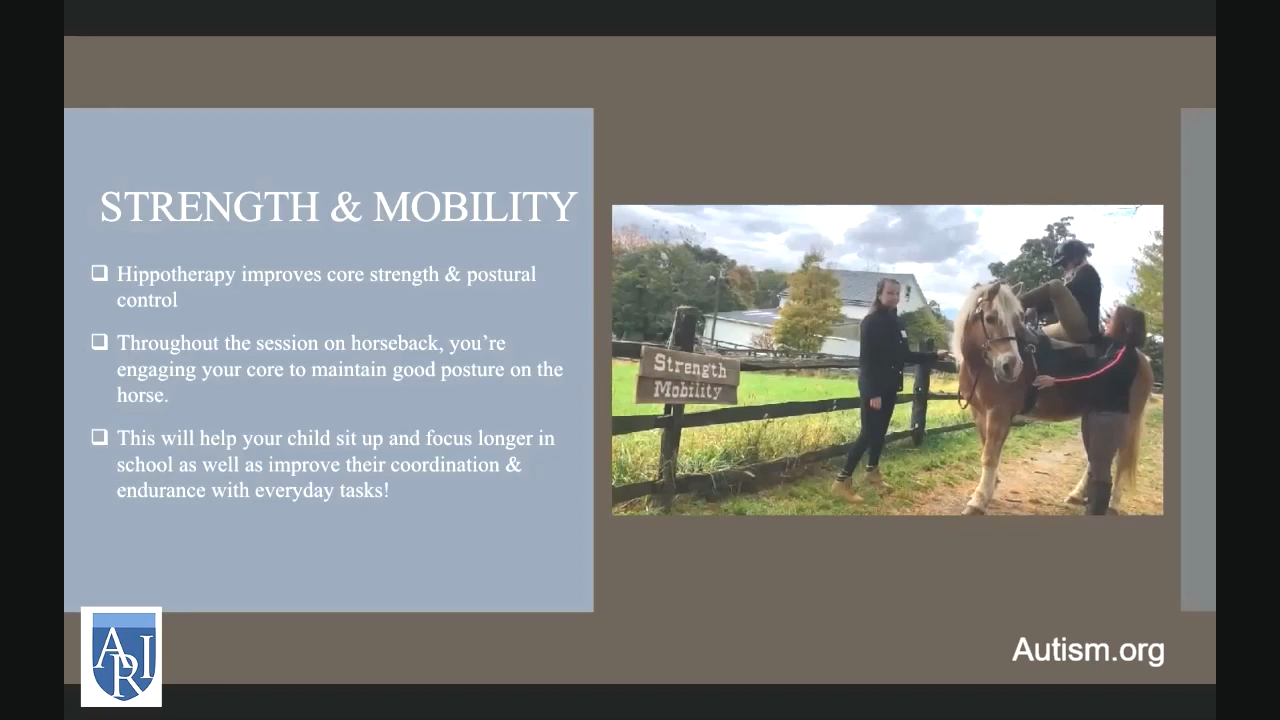 STRENGTH & MOBILITY
❑ Hippotherapy improves core strength & postural
control
❑ Throughout the session on horseback, you’re
engaging your core to maintain good posture on the
horse.
❑ This will help your child sit up and focus longer in
school as well as improve their coordination &
endurance with everyday tasks!
Strength
Mobility
ARI
Autism.org